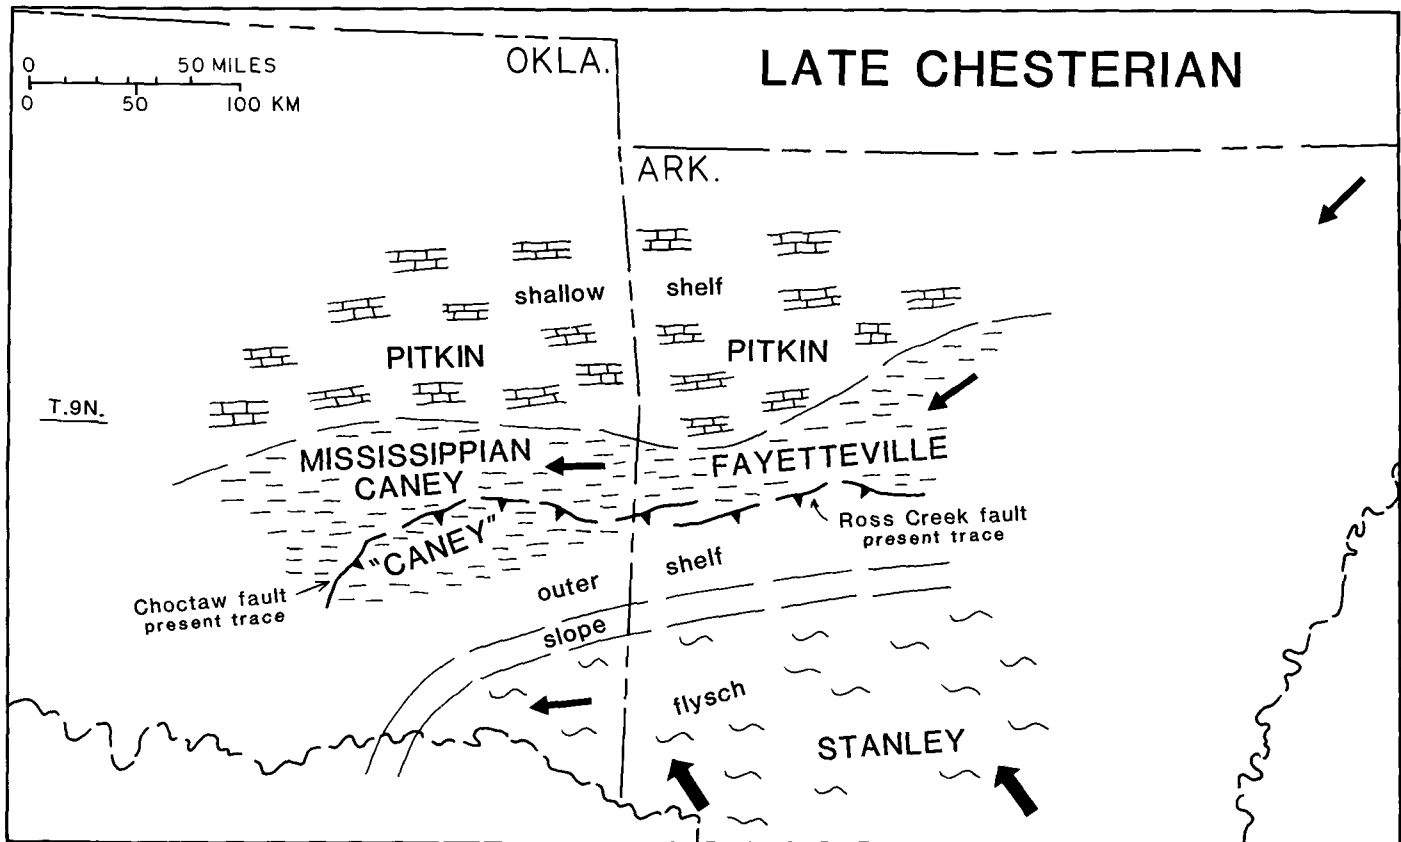 OKLA.
LATE CHESTERIAN
0 50 MILES
0 50 100 KM
ARK.
shallow shelf
PITKIN PITKIN
T.9N.
MISSISSIPPIAN
CANEY
FAYETTEVILLE
"CANEY"
Ross Creek fault
present trace
Choctaw fault
present trace
outer shelf
slope
flysch
STANLEY